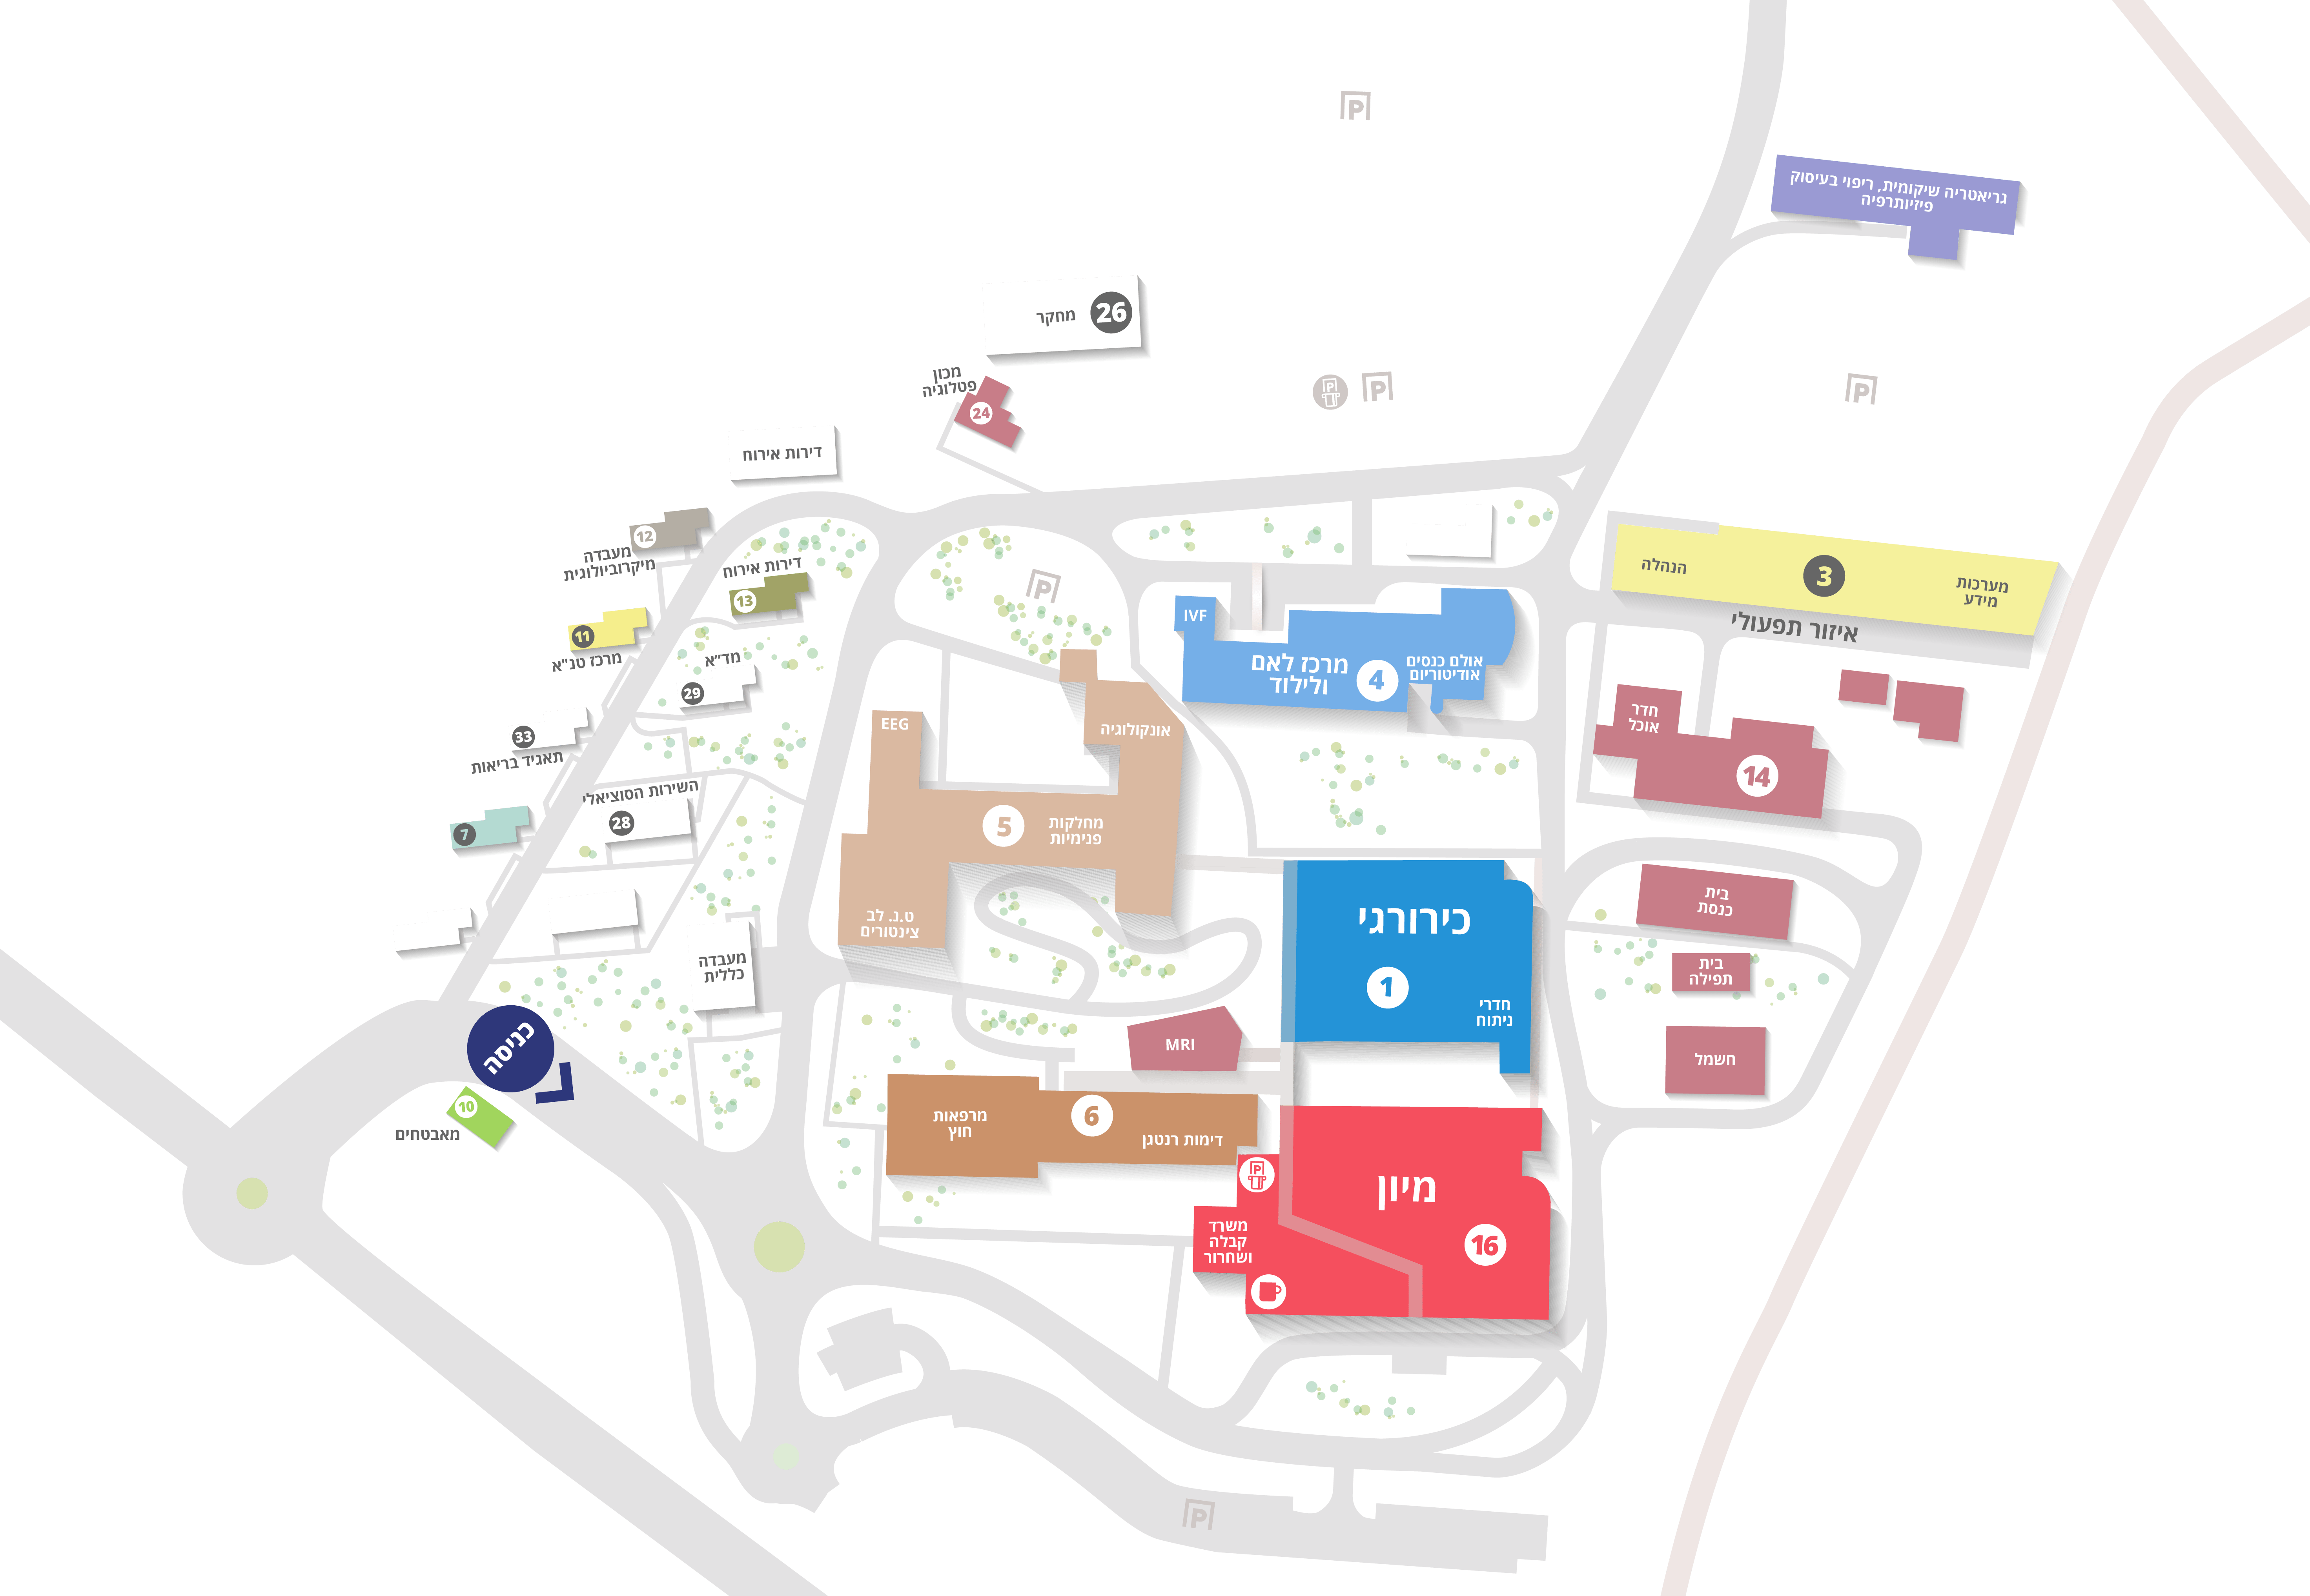 P
גריאטריה שיקומית, ריפוי בעיסוק
פיזיותרפיה
26
מחקר
מכון
פטלוגיה
24
P
P
P
דירות אירוח
12
מעבדה
מיקרוביולוגית
דירות אירוח
13
P
הנהלה
3
מערכות
מידע
איזור תפעולי
IVF
מרכז לאם
ולילוד
4
אולם כנסים
אודיטוריום
11
מרכז טנ"א
מד״א
29
33
תאגיד בריאות
השירות הסוציאלי
28
7
EEG
אונקולוגיה
5
מחלקות
פנימיות
ט.נ. לב
צינטורים
חדר
אוכל
14
בית
כנסת
בית
תפילה
חשמל
כירורגי
1
חדרי
ניתוח
מעבדה
כללית
כניסה
10
מאבטחים
MRI
מרפאות
חוץ
6
דימות רנטגן
P
מיון
16
משרד
קבלה
ושחרור
P